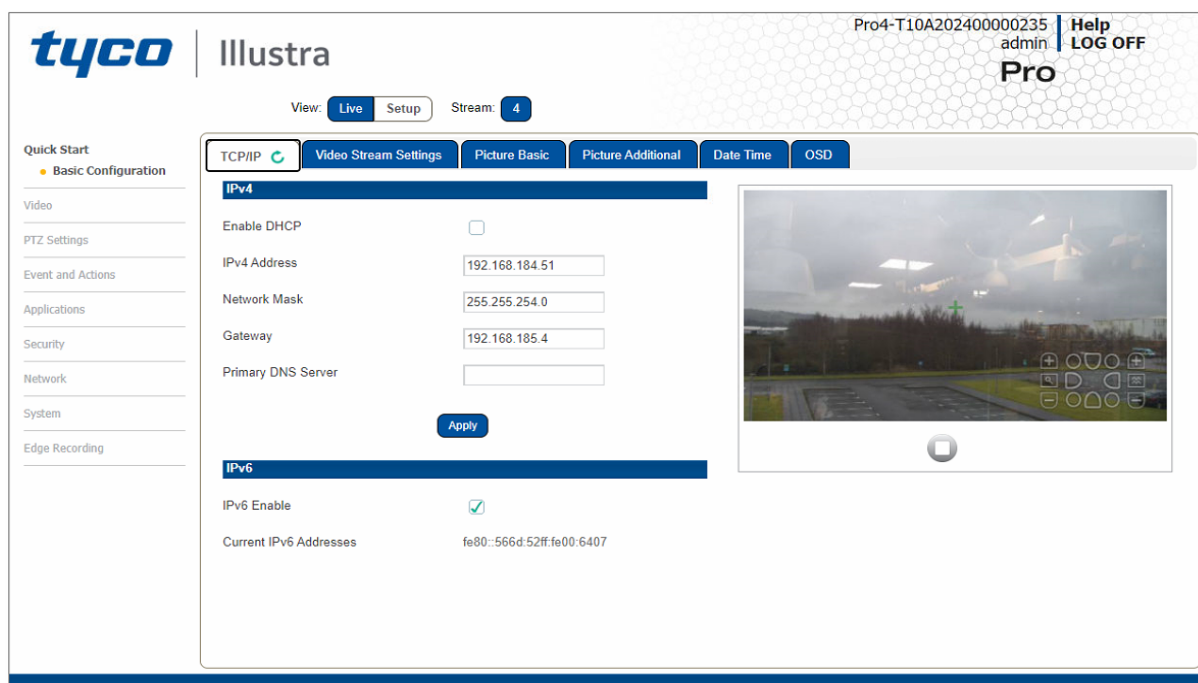 tyco Illustra
Pro4-T10A202400000235 Help
admin LOG OFF
Pro
View: Live Setup Stream: 4
Quick Start
Basic Configuration
Video
PTZ Settings
Event and Actions
Applications
Security
Network
System
Edge Recording
TCP/IP Video Stream Settings Picture Basic Picture Additional Date Time OSD
IPv4
Enable DHCP
IPv4 Address 192.168.184.51
Network Mask 255.255.254.0
Gateway 192.168.185.4
Primary DNS Server
Apply
IPv6
IPv6 Enable
Current IPv6 Addresses fe80::566d:52ff:fe00:6407